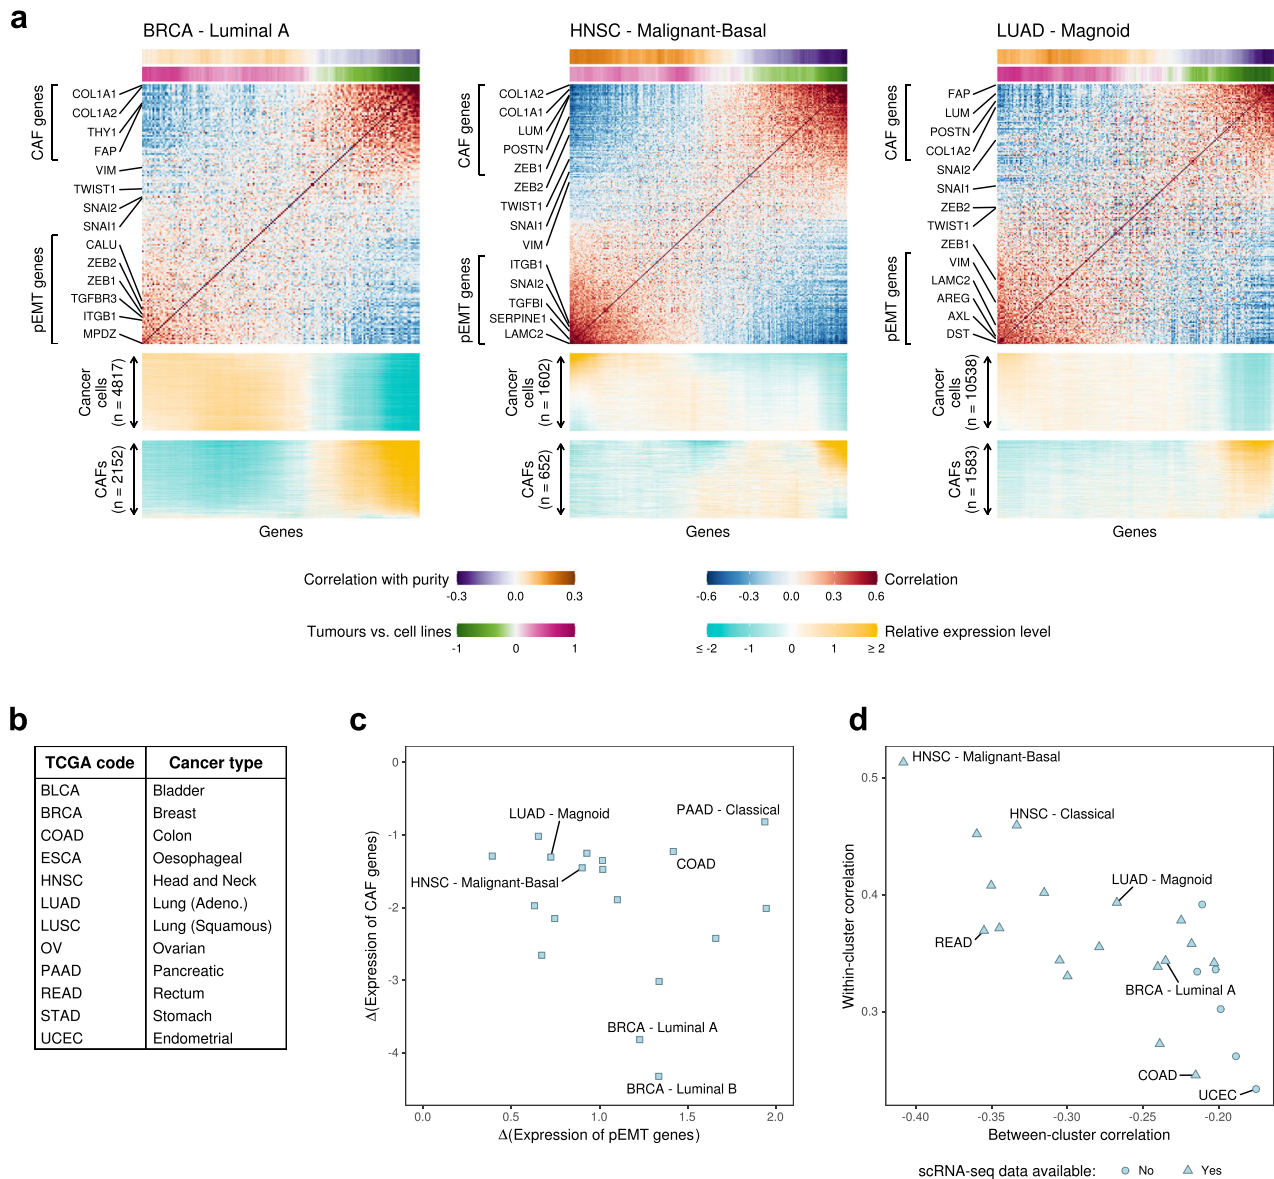 a
BRCA - Luminal A
CAF genes
COL1A1
COL1A2
THY1
FAP
VIM
TWIST1
SNAI2
SNAI1
pEMT genes
CALU
ZEB2
ZEB1
TGFBR3
ITGB1
MPDZ
Cancer
cells
(n = 4817)
CAFs
(n = 2152)
Genes
HNSC - Malignant-Basal
CAF genes
COL1A2
COL1A1
LUM
POSTN
ZEB1
ZEB2
TWIST1
SNAI1
VIM
pEMT genes
ITGB1
SNAI2
TGFBI
SERPINE1
LAMC2
Cancer
cells
(n = 1602)
CAFs
(n = 652)
Genes
LUAD - Magnoid
CAF genes
FAP
LUM
POSTN
COL1A2
SNAI2
SNAI1
ZEB2
TWIST1
ZEB1
pEMT genes
VIM
LAMC2
AREG
AXL
DST
Cancer
cells
(n = 10538)
CAFs
(n = 1583)
Genes
Correlation with purity
-0.3 0.0 0.3
Tumours vs. cell lines
-1 0 1
Correlation
-0.6 -0.3 0.0 0.3 0.6
Relative expression level
≤ -2 -1 0 1 ≥ 2
b
TCGA code Cancer type
BLCA Bladder
BRCA Breast
COAD Colon
ESCA Oesophageal
HNSC Head and Neck
LUAD Lung (Adeno.)
LUSC Lung (Squamous)
OV Ovarian
PAAD Pancreatic
READ Rectum
STAD Stomach
UCEC Endometrial
c
Δ(Expression of CAF genes)
0
-1
-2
-3
-4
LUAD - Magnoid
PAAD - Classical
COAD
HNSC - Malignant-Basal
BRCA - Luminal A
BRCA - Luminal B
0.0 0.5 1.0 1.5 2.0
Δ(Expression of pEMT genes)
d
Within-cluster correlation
0.5
0.4
0.3
HNSC - Malignant-Basal
HNSC - Classical
LUAD - Magnoid
READ
BRCA - Luminal A
COAD
UCEC
-0.40 -0.35 -0.30 -0.25 -0.20
Between-cluster correlation
scRNA-seq data available: No Yes